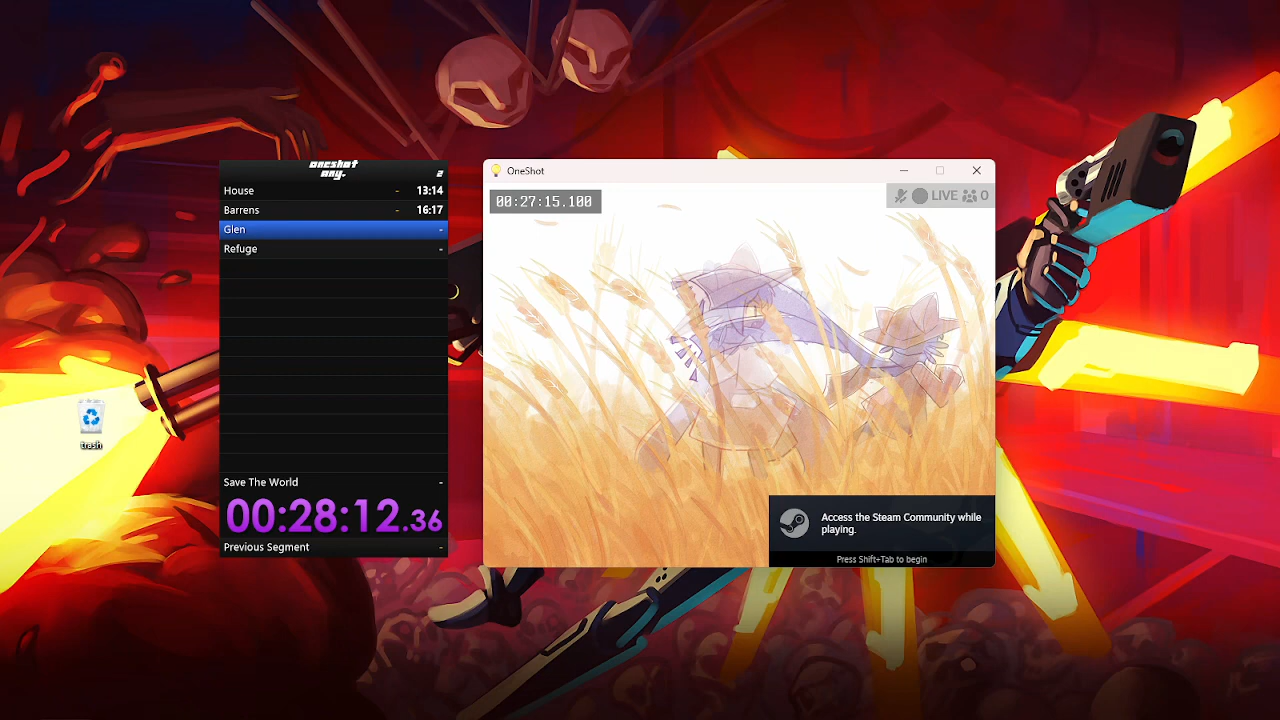 oneshot
any.
2
House - 13:14
Barrens - 16:17
Glen -
Refuge -
Save The World -
00:28:12.36
Previous Segment -
trash
OneShot
00:27:15.100
LIVE 0
Access the Steam Community while
playing.
Press Shift+Tab to begin